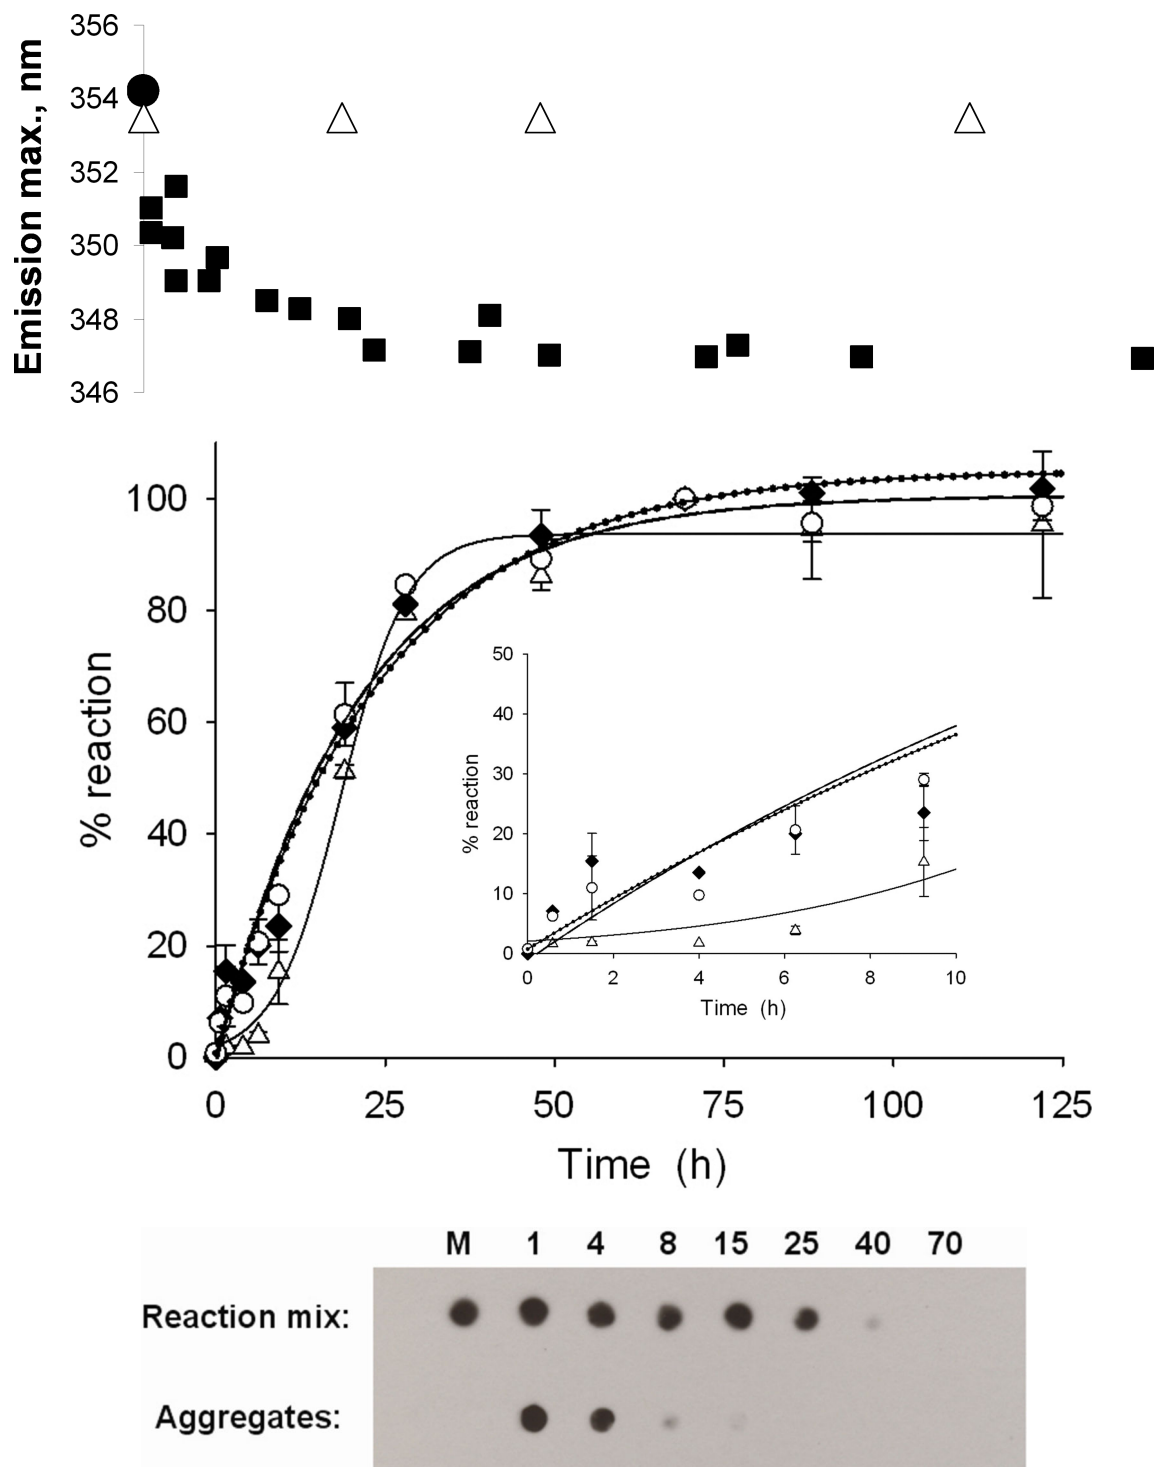 Emission max., nm
356
354
352
350
348
346
% reaction
100
80
60
40
20
0
0 25 50 75 100 125
Time (h)
% reaction
50
40
30
20
10
0
0 2 4 6 8 10
Time (h)
M 1 4 8 15 25 40 70
Reaction mix:
Aggregates: